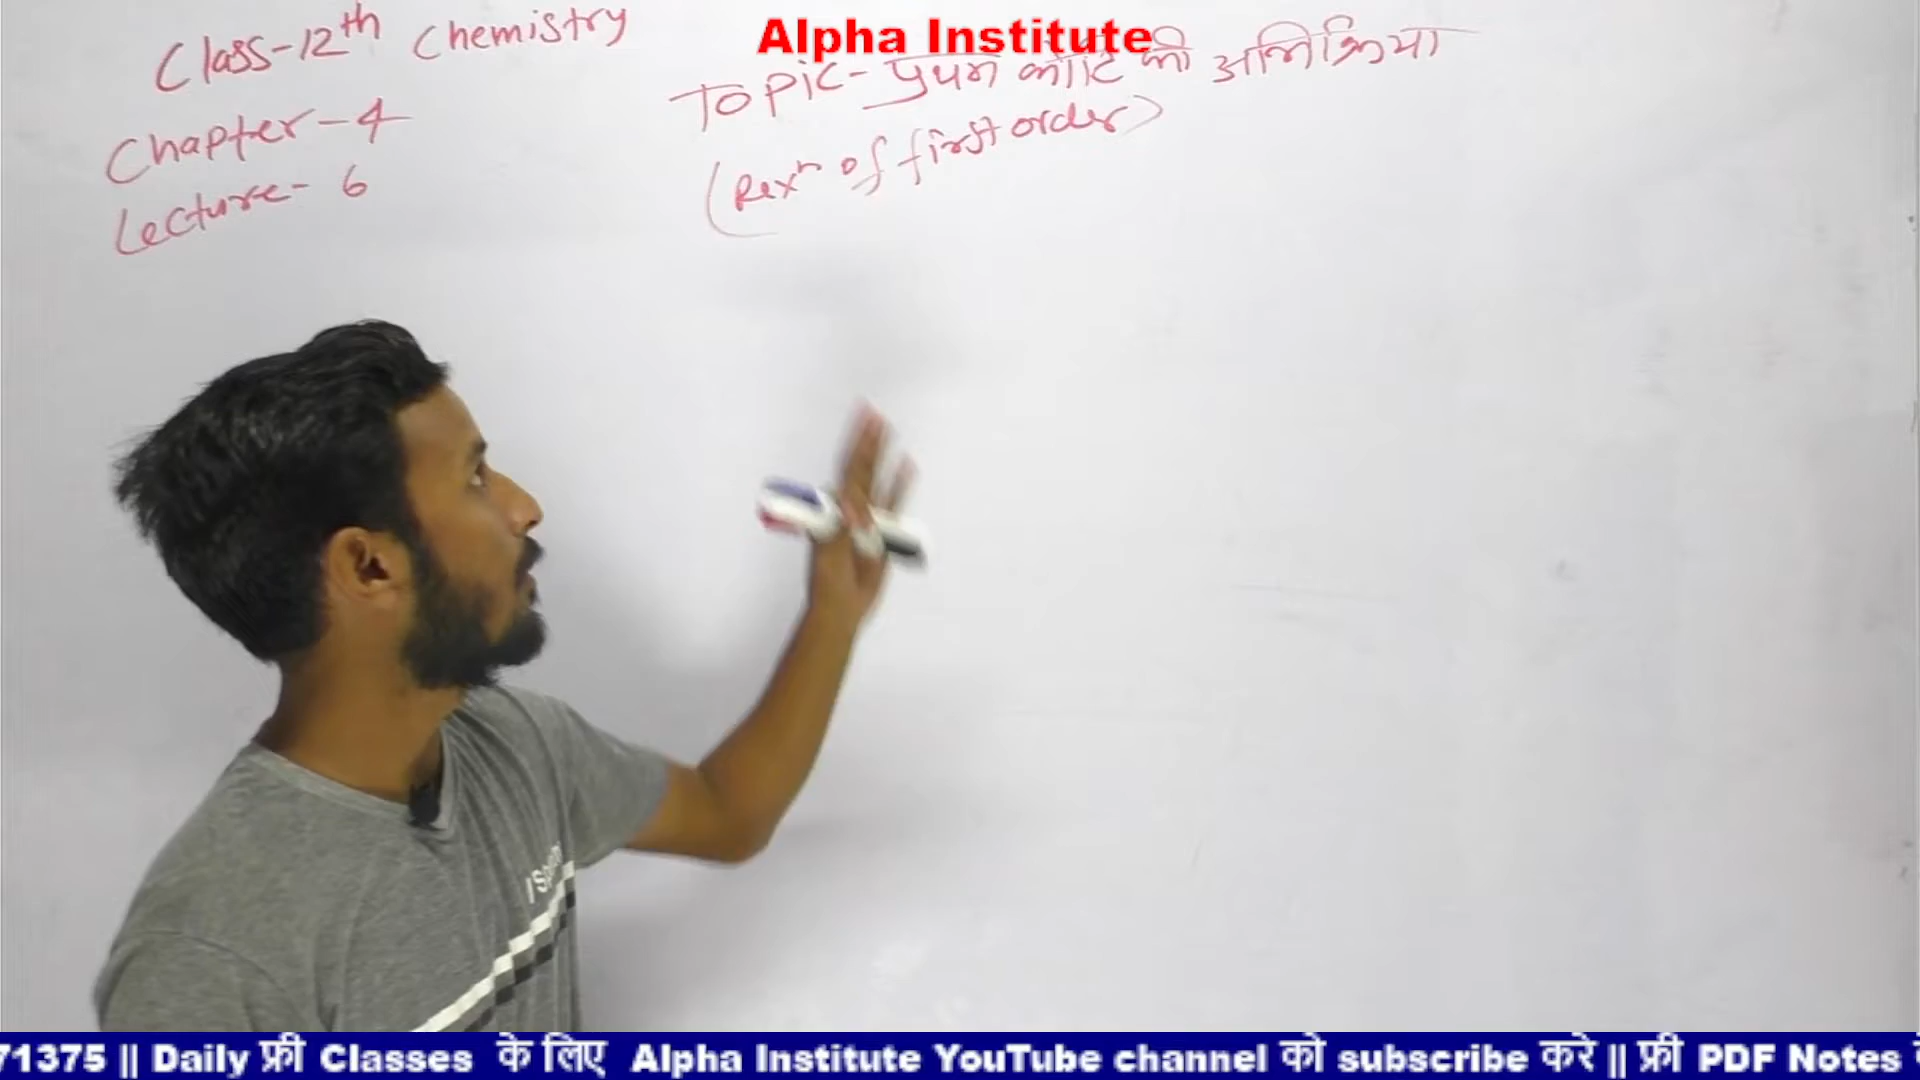 Alpha Institute
Class-12th Chemistry
Chapter-4
Lecture-6
Topic- प्रथम कोटि की अभिक्रिया
(Rexn of first order)
71375 || Daily फ्री Classes के लिए Alpha Institute YouTube channel को subscribe करे || फ्री PDF Notes